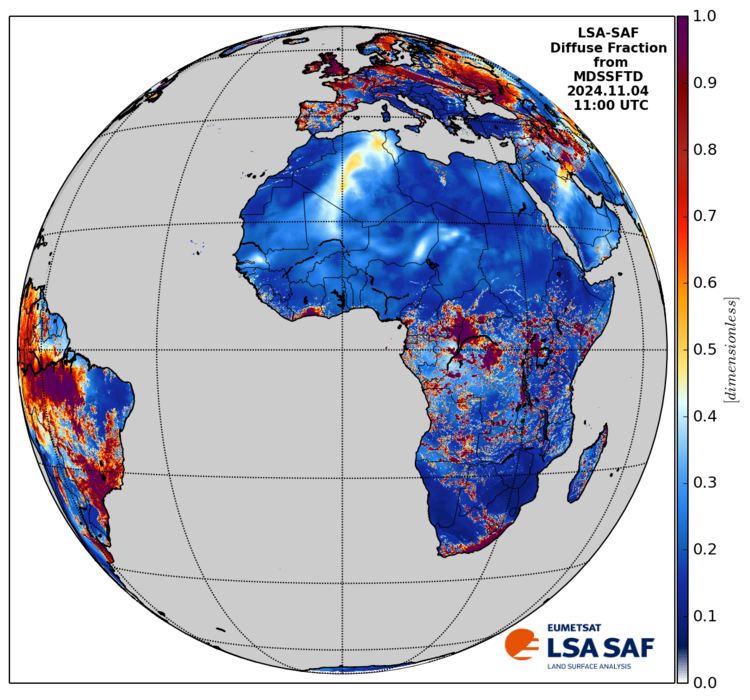 LSA-SAF
Diffuse Fraction
from
MDSSFTD
2024.11.04
11:00 UTC
1.0
0.9
0.8
0.7
0.6
0.5
0.4
0.3
0.2
0.1
0.0
[dimensionless]
EUMETSAT
LSA SAF
LAND SURFACE ANALYSIS